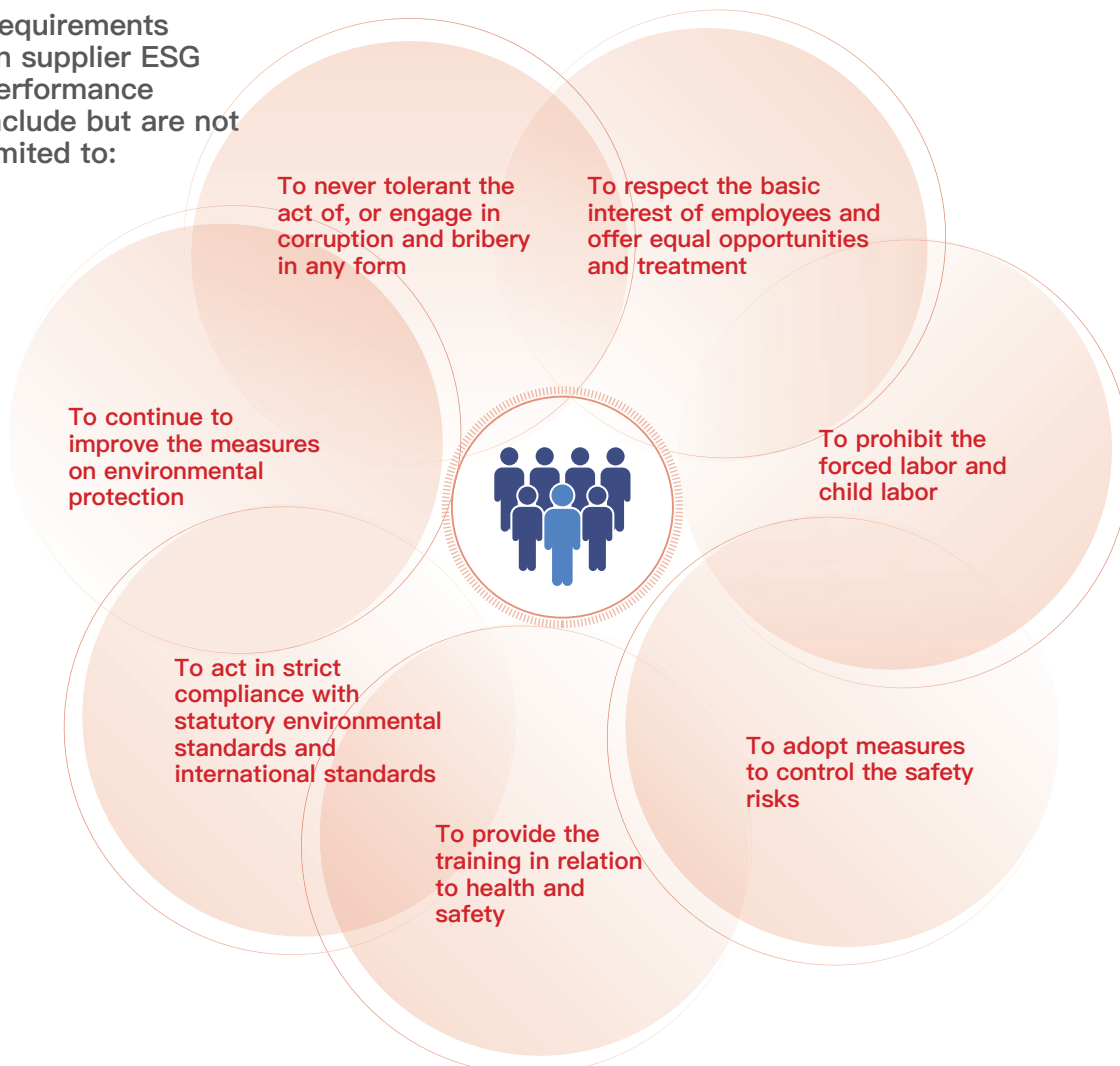 equirements
n supplier ESG
erformance
nclude but are not
mited to:
To never tolerant the
act of, or engage in
corruption and bribery
in any form
To respect the basic
interest of employees and
offer equal opportunities
and treatment
To continue to
improve the measures
on environmental
protection
To prohibit the
forced labor and
child labor
To act in strict
compliance with
statutory environmental
standards and
international standards
To adopt measures
to control the safety
risks
To provide the
training in relation
to health and
safety